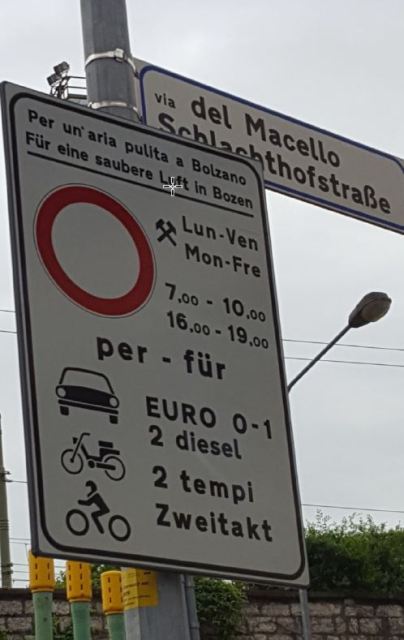 via del Macello
Schlachthofstraße
Per un'aria pulita a Bolzano
Für eine saubere Luft in Bozen
Lun-Ven
Mon-Fre
7,00 - 10,00
16,00 - 19,00
per - für
EURO 0-1
2 diesel
2 tempi
Zweitakt